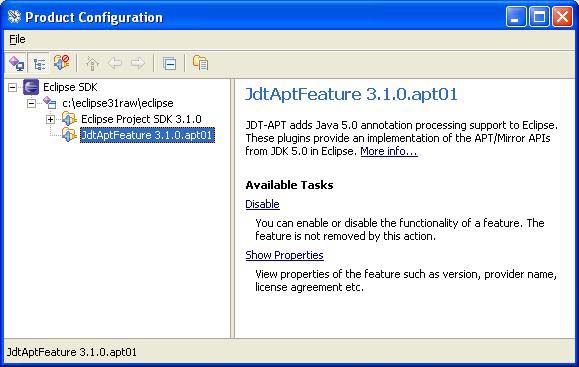 Product Configuration
File
Eclipse SDK
c:\eclipse31raw\eclipse
Eclipse Project SDK 3.1.0
JdtAptFeature 3.1.0.apt01
JdtAptFeature 3.1.0.apt01
JDT-APT adds Java 5.0 annotation processing support to Eclipse.
These plugins provide an implementation of the APT/Mirror APIs
from JDK 5.0 in Eclipse. More info...
Available Tasks
Disable
You can enable or disable the functionality of a feature. The
feature is not removed by this action.
Show Properties
View properties of the feature such as version, provider name,
license agreement etc.
JdtAptFeature 3.1.0.apt01